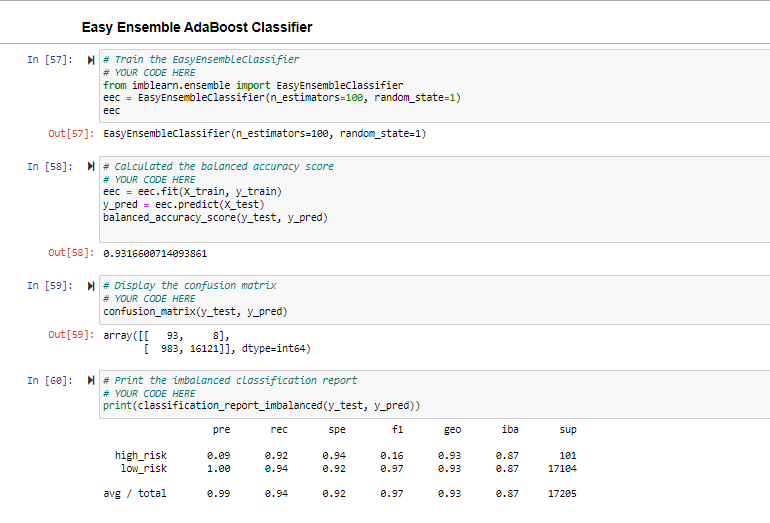 Easy Ensemble AdaBoost Classifier
In [57]: # Train the EasyEnsembleClassifier
# YOUR CODE HERE
from imblearn.ensemble import EasyEnsembleClassifier
eec = EasyEnsembleClassifier(n_estimators=100, random_state=1)
eec
Out[57]: EasyEnsembleClassifier(n_estimators=100, random_state=1)
In [58]: # Calculated the balanced accuracy score
# YOUR CODE HERE
eec = eec.fit(X_train, y_train)
y_pred = eec.predict(X_test)
balanced_accuracy_score(y_test, y_pred)
Out[58]: 0.9316600714093861
In [59]: # Display the confusion matrix
# YOUR CODE HERE
confusion_matrix(y_test, y_pred)
Out[59]: array([[   93,     8],
[  983, 16121]], dtype=int64)
In [60]: # Print the imbalanced classification report
# YOUR CODE HERE
print(classification_report_imbalanced(y_test, y_pred))
pre rec spe f1 geo iba sup
high_risk 0.09 0.92 0.94 0.16 0.93 0.87 101
low_risk 1.00 0.94 0.92 0.97 0.93 0.87 17104
avg / total 0.99 0.94 0.92 0.97 0.93 0.87 17205